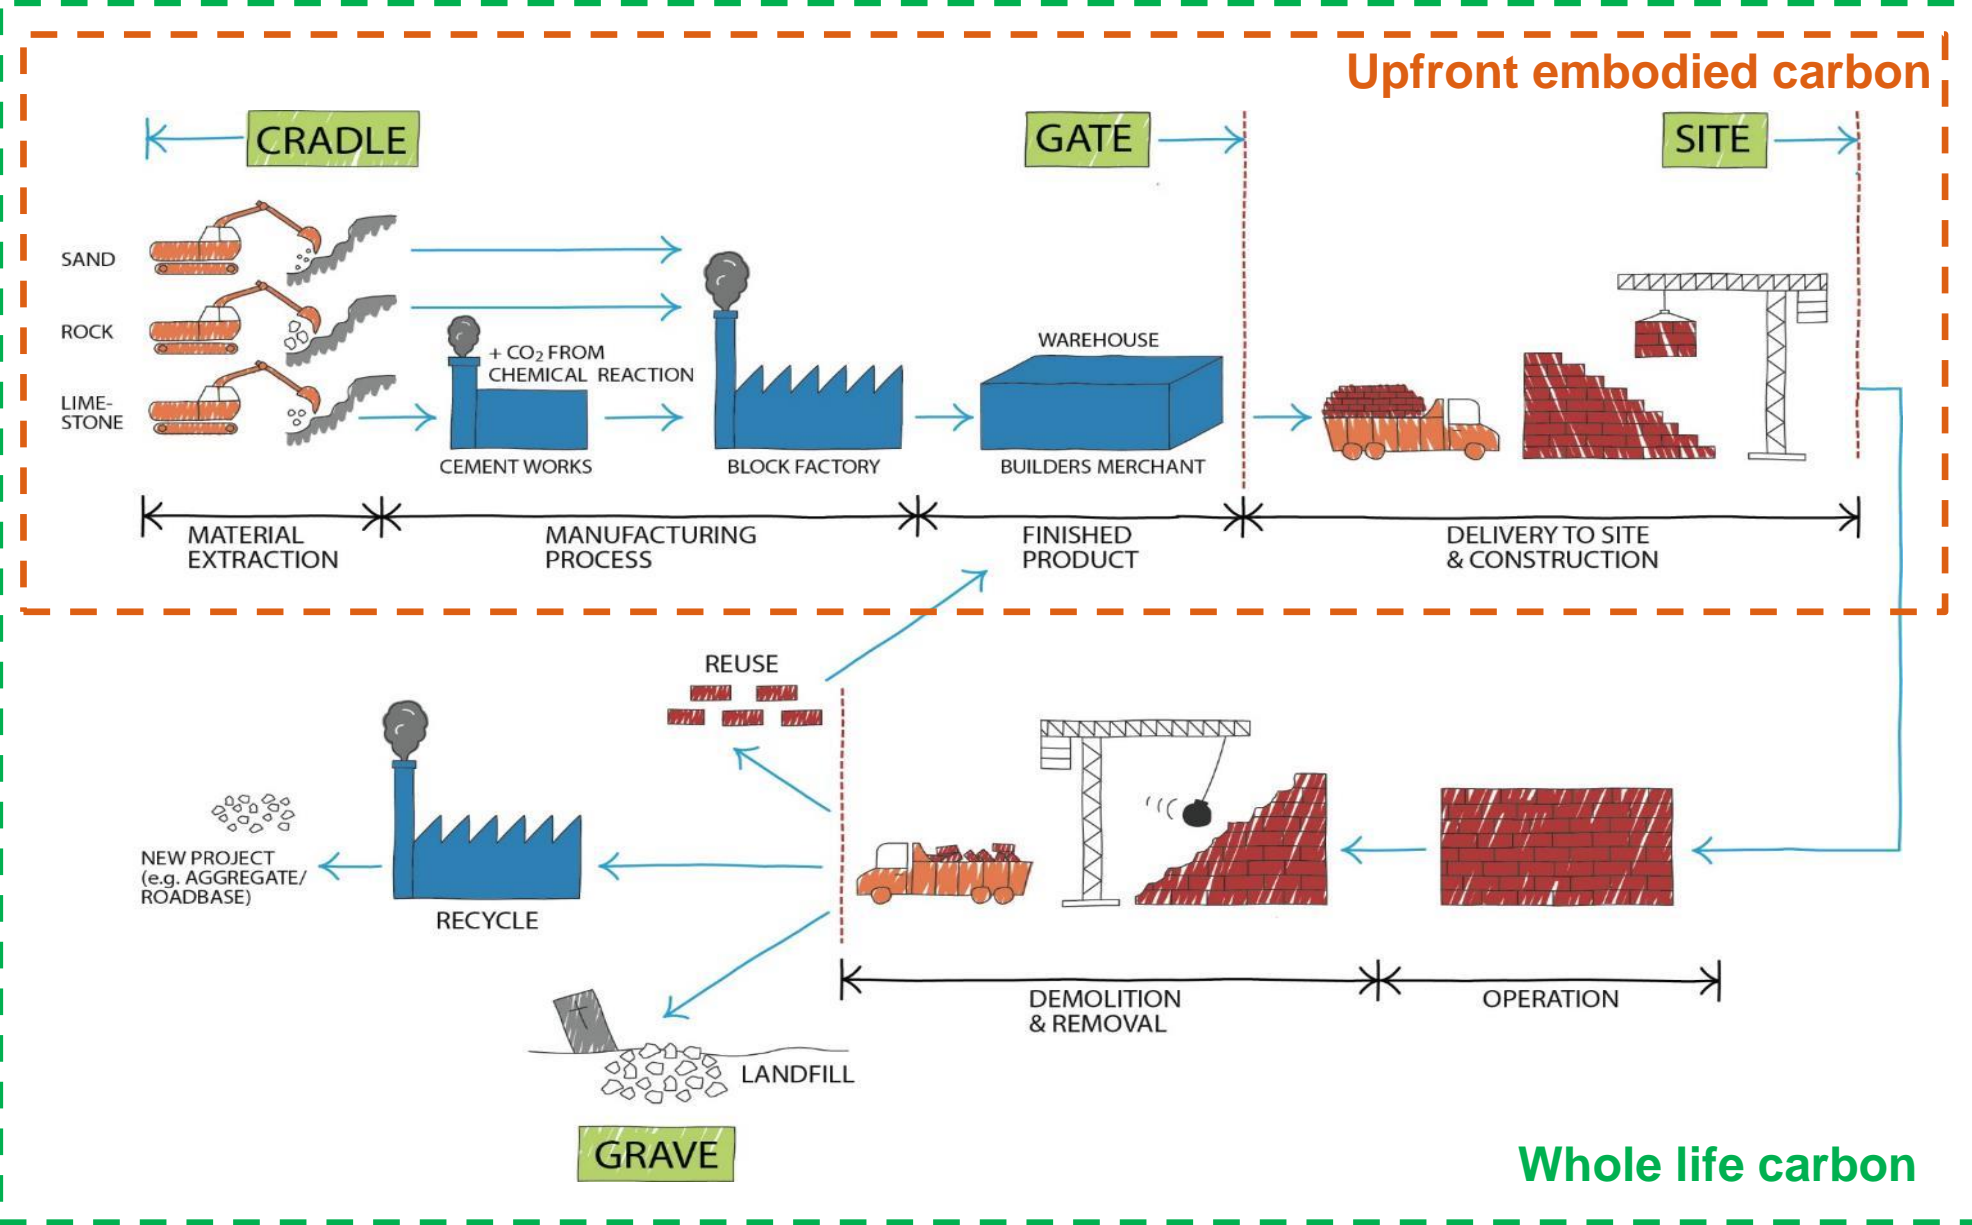 Upfront embodied carbon
CRADLE
GATE
SITE
SAND
ROCK
LIME-
STONE
+ CO₂ FROM
CHEMICAL REACTION
WAREHOUSE
CEMENT WORKS
BLOCK FACTORY
BUILDERS MERCHANT
MATERIAL
EXTRACTION
MANUFACTURING
PROCESS
FINISHED
PRODUCT
DELIVERY TO SITE
& CONSTRUCTION
REUSE
NEW PROJECT
(e.g. AGGREGATE/
ROADBASE)
RECYCLE
DEMOLITION
& REMOVAL
OPERATION
LANDFILL
GRAVE
Whole life carbon